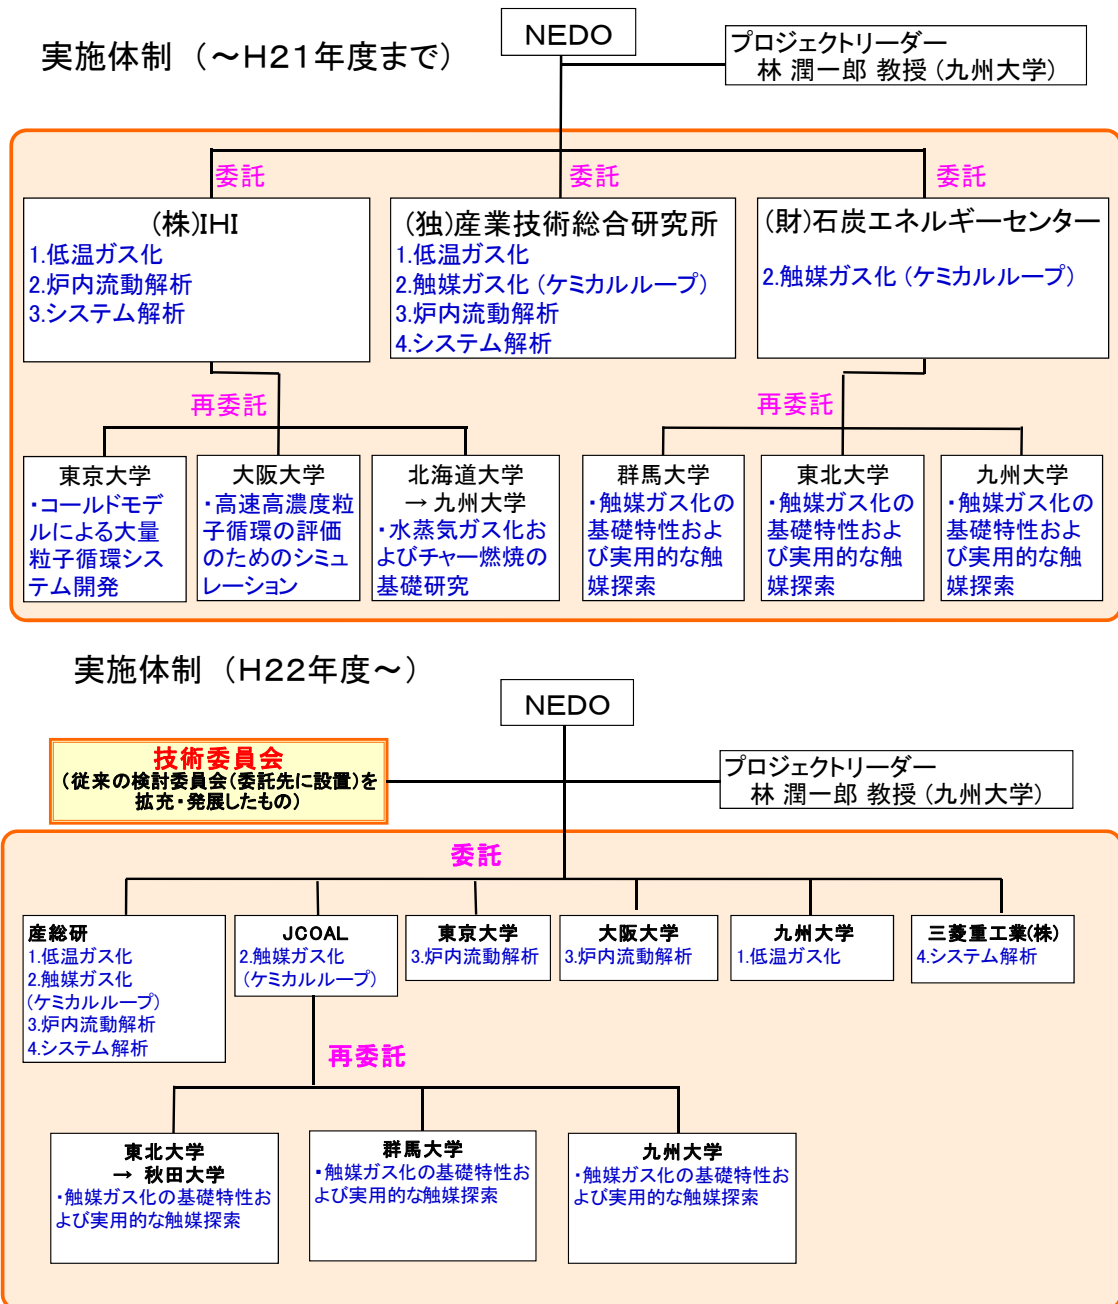 NEDO
実施体制 （～H21年度まで）
プロジェクトリーダー
林 潤一郎 教授 (九州大学)
委託
委託
委託
(株)IHI
1.低温ガス化
2.炉内流動解析
3.システム解析
(独)産業技術総合研究所
1.低温ガス化
2.触媒ガス化 (ケミカルループ)
3.炉内流動解析
4.システム解析
(財)石炭エネルギーセンター
2.触媒ガス化 (ケミカルループ)
再委託
再委託
東京大学
・コールドモデ
ルによる大量
粒子循環シス
テム開発
大阪大学
・高速高濃度粒
子循環の評価
のためのシミュ
レーション
北海道大学
→ 九州大学
・水蒸気ガス化お
よびチャー燃焼の
基礎研究
群馬大学
・触媒ガス化の
基礎特性およ
び実用的な触
媒探索
東北大学
・触媒ガス化の
基礎特性およ
び実用的な触
媒探索
九州大学
・触媒ガス化の
基礎特性およ
び実用的な触
媒探索
実施体制 （H22年度～）
NEDO
技術委員会
(従来の検討委員会(委託先に設置)を
拡充・発展したもの)
プロジェクトリーダー
林 潤一郎 教授 (九州大学)
委託
産総研
1.低温ガス化
2.触媒ガス化
(ケミカルループ)
3.炉内流動解析
4.システム解析
JCOAL
2.触媒ガス化
(ケミカルループ)
東京大学
3.炉内流動解析
大阪大学
3.炉内流動解析
九州大学
1.低温ガス化
三菱重工業(株)
4.システム解析
再委託
東北大学
→ 秋田大学
・触媒ガス化の基礎特性お
よび実用的な触媒探索
群馬大学
・触媒ガス化の基礎特性お
よび実用的な触媒探索
九州大学
・触媒ガス化の基礎特性お
よび実用的な触媒探索